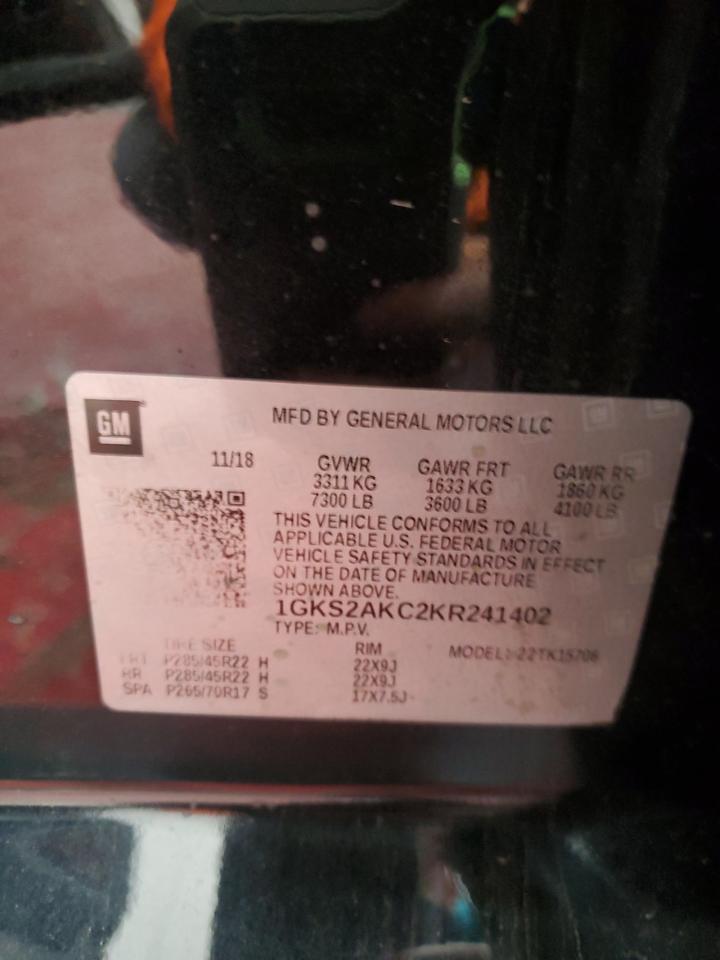 GM
MFD BY GENERAL MOTORS LLC
11/18 GVWR GAWR FRT GAWR RR
3311 KG 1633 KG 1860 KG
7300 LB 3600 LB 4100 LB
THIS VEHICLE CONFORMS TO ALL
APPLICABLE U.S. FEDERAL MOTOR
VEHICLE SAFETY STANDARDS IN EFFECT
ON THE DATE OF MANUFACTURE
SHOWN ABOVE.
1GKS2AKC2KR241402
TYPE: M.P.V.
TIRE SIZE RIM MODEL: 22TK15706
FRT P285/45R22 H 22X9J
RR P285/45R22 H 22X9J
SPA P265/70R17 S 17X7.5J